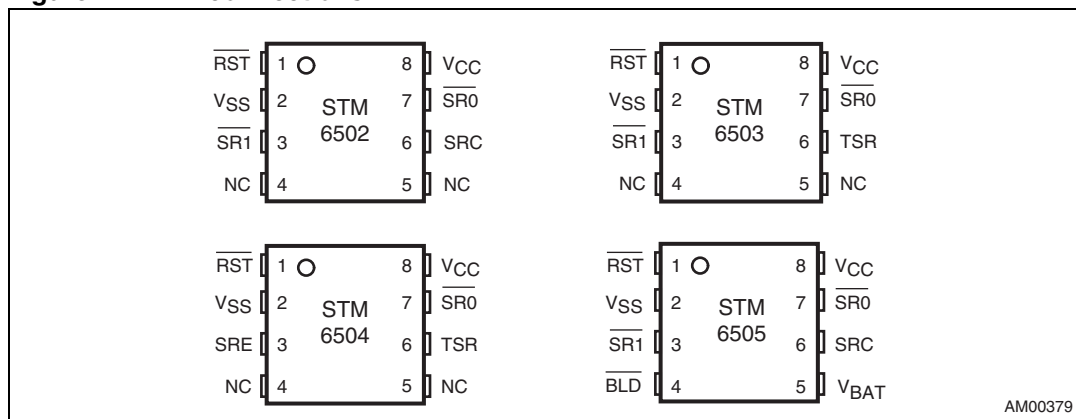 Figure connections
RST 1 8 VCC
VSS 2 STM 6502 7 SR0
SR1 3 6 SRC
NC 4 5 NC
RST 1 8 VCC
VSS 2 STM 6503 7 SR0
SR1 3 6 TSR
NC 4 5 NC
RST 1 8 VCC
VSS 2 STM 6504 7 SR0
SRE 3 6 TSR
NC 4 5 NC
RST 1 8 VCC
VSS 2 STM 6505 7 SR0
SR1 3 6 SRC
BLD 4 5 VBAT
AM00379